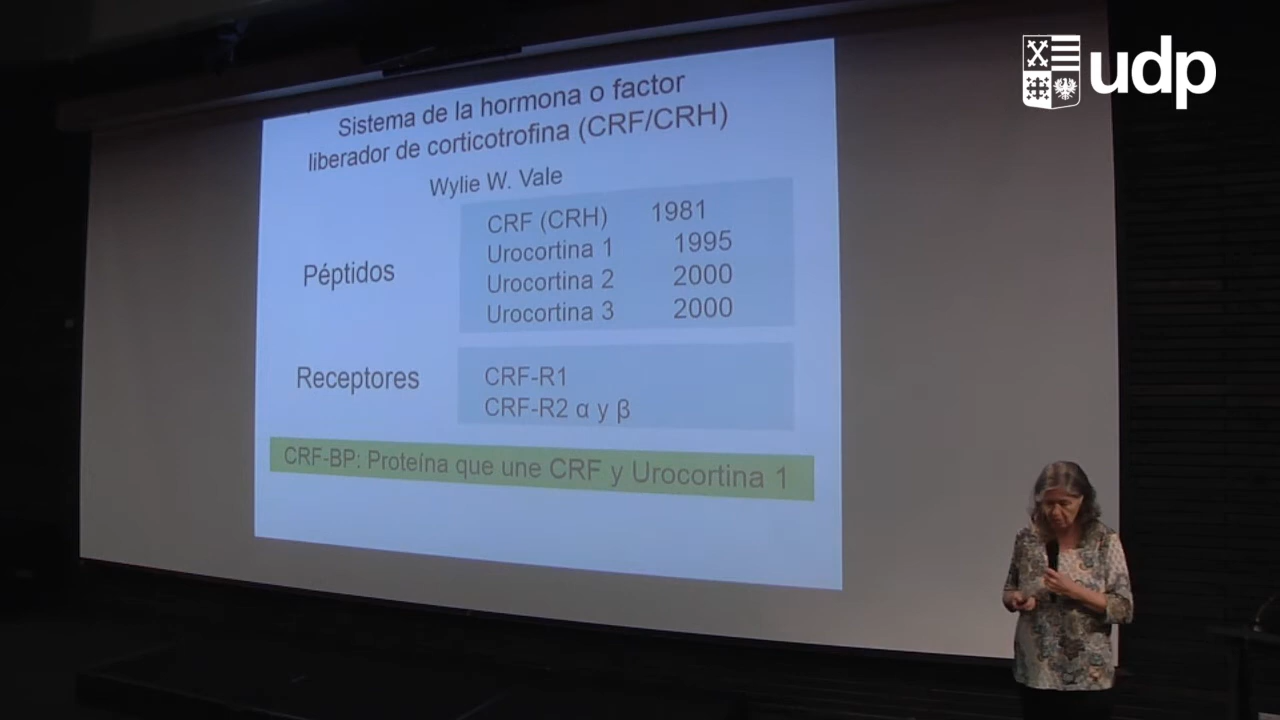 udp
Sistema de la hormona o factor
liberador de corticotrofina (CRF/CRH)
Wylie W. Vale
Péptidos
CRF (CRH) 1981
Urocortina 1 1995
Urocortina 2 2000
Urocortina 3 2000
Receptores
CRF-R1
CRF-R2 α y β
CRF-BP: Proteína que une CRF y Urocortina 1